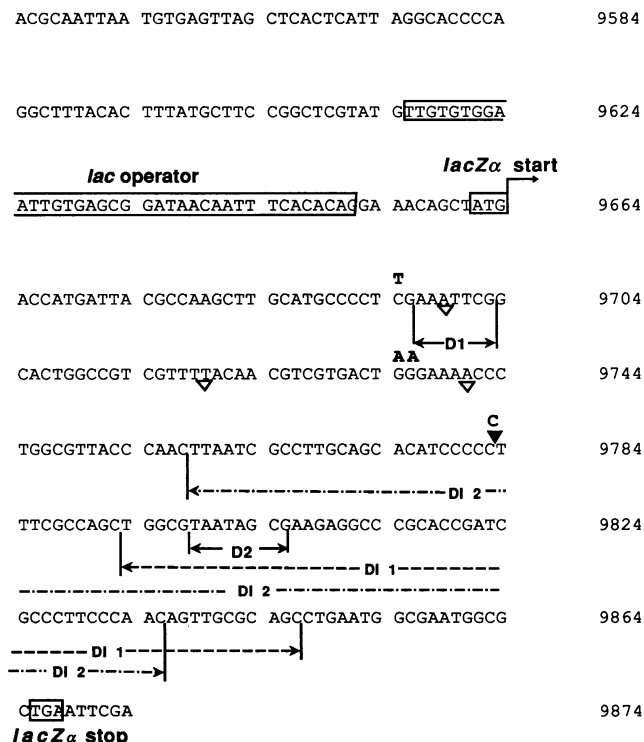 ACGCAATTAA TGTGAGTTAG CTCACTCATT AGGCACCCCA 9584
GGCTTTACAC TTTATGCTTC CGGCTCGTAT GTTGTGTGGA 9624
lac operator lacZα start
ATTGTGAGCG GATAACAATT TCACACAGGA AACAGCTATG 9664
T
ACCATGATTA CGCCAAGCTT GCATGCCCCT CGAAATTCGG 9704
D1
AA
CACTGGCCGT CGTTTTACAA CGTCGTGACT GGGAAAACCC 9744
C
TGGCGTTACC CAACTTAATC GCCTTGCAGC ACATCCCCCT 9784
DI 2
TTCGCCAGCT GGCGTAATAGC GAAGAGGCCC GCACCGATC 9824
D2
DI 1
DI 2
GCCCTTCCCA ACAGTTGCGC AGCCTGAATG GCGAATGGCG 9864
DI 1
DI 2
CTGAATTCGA 9874
lacZα stop